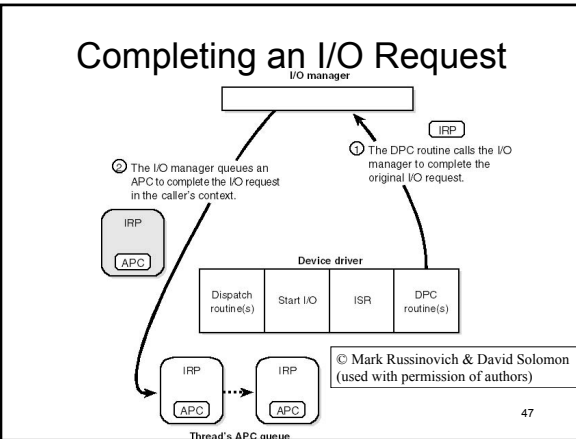 Completing an I/O Request
I/O manager
IRP
① The DPC routine calls the I/O
manager to complete the
original I/O request.
② The I/O manager queues an
APC to complete the I/O request
in the caller's context.
IRP
APC
Device driver
Dispatch
routine(s)
Start I/O
ISR
DPC
routine(s)
© Mark Russinovich & David Solomon
(used with permission of authors)
IRP
APC
IRP
APC
Thread's APC queue
47